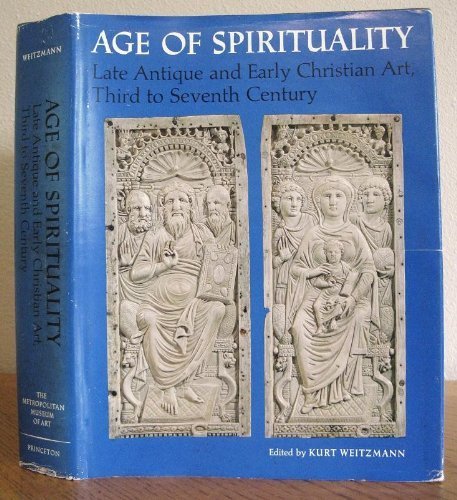 WEITZMANN
AGE OF SPIRITUALITY
Late Antique and Early Christian Art,
Third to Seventh Century
THE
METROPOLITAN
MUSEUM
OF ART
PRINCETON
AGE OF SPIRITUALITY
Late Antique and Early Christian Art,
Third to Seventh Century
Edited by KURT WEITZMANN